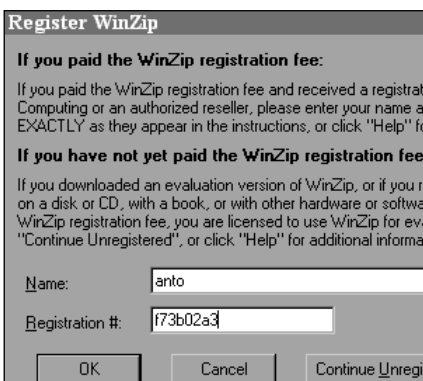 Register WinZip
If you paid the WinZip registration fee:
If you paid the WinZip registration fee and received a
Computing or an authorized reseller, please enter your name
EXACTLY as they appear in the instructions, or click "Help"
If you have not yet paid the WinZip registration fee
If you downloaded an evaluation version of WinZip, or if you
on a disk or CD, with a book, or with other hardware or
WinZip registration fee, you are licensed to use WinZip for
"Continue Unregistered", or click "Help" for additional
Name: anto
Registration #: f73b02a3
OK Cancel Continue